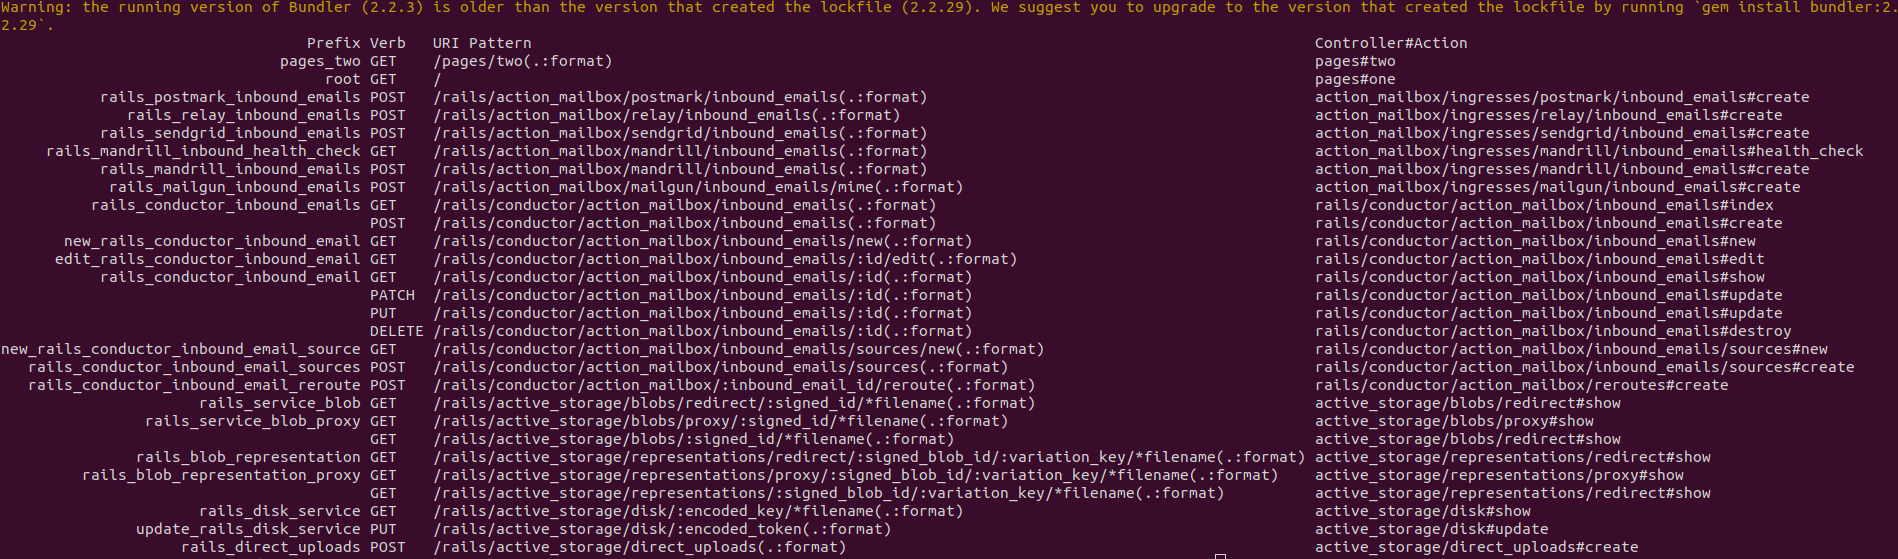 Warning: the running version of Bundler (2.2.3) is older than the version that created the lockfile (2.2.29). We suggest you to upgrade to the version that created the lockfile by running `gem install bundler:2.
2.29`.
Prefix Verb URI Pattern Controller#Action
pages_two GET /pages/two(.:format) pages#two
root GET / pages#one
rails_postmark_inbound_emails POST /rails/action_mailbox/postmark/inbound_emails(.:format) action_mailbox/ingresses/postmark/inbound_emails#create
rails_relay_inbound_emails POST /rails/action_mailbox/relay/inbound_emails(.:format) action_mailbox/ingresses/relay/inbound_emails#create
rails_sendgrid_inbound_emails POST /rails/action_mailbox/sendgrid/inbound_emails(.:format) action_mailbox/ingresses/sendgrid/inbound_emails#create
rails_mandrill_inbound_health_check GET /rails/action_mailbox/mandrill/inbound_emails(.:format) action_mailbox/ingresses/mandrill/inbound_emails#health_check
rails_mandrill_inbound_emails POST /rails/action_mailbox/mandrill/inbound_emails(.:format) action_mailbox/ingresses/mandrill/inbound_emails#create
rails_mailgun_inbound_emails POST /rails/action_mailbox/mailgun/inbound_emails/mime(.:format) action_mailbox/ingresses/mailgun/inbound_emails#create
rails_conductor_inbound_emails GET /rails/conductor/action_mailbox/inbound_emails(.:format) rails/conductor/action_mailbox/inbound_emails#index
POST /rails/conductor/action_mailbox/inbound_emails(.:format) rails/conductor/action_mailbox/inbound_emails#create
new_rails_conductor_inbound_email GET /rails/conductor/action_mailbox/inbound_emails/new(.:format) rails/conductor/action_mailbox/inbound_emails#new
edit_rails_conductor_inbound_email GET /rails/conductor/action_mailbox/inbound_emails/:id/edit(.:format) rails/conductor/action_mailbox/inbound_emails#edit
rails_conductor_inbound_email GET /rails/conductor/action_mailbox/inbound_emails/:id(.:format) rails/conductor/action_mailbox/inbound_emails#show
PATCH /rails/conductor/action_mailbox/inbound_emails/:id(.:format) rails/conductor/action_mailbox/inbound_emails#update
PUT /rails/conductor/action_mailbox/inbound_emails/:id(.:format) rails/conductor/action_mailbox/inbound_emails#update
DELETE /rails/conductor/action_mailbox/inbound_emails/:id(.:format) rails/conductor/action_mailbox/inbound_emails#destroy
new_rails_conductor_inbound_email_source GET /rails/conductor/action_mailbox/inbound_emails/sources/new(.:format) rails/conductor/action_mailbox/inbound_emails/sources#new
rails_conductor_inbound_email_sources POST /rails/conductor/action_mailbox/inbound_emails/sources(.:format) rails/conductor/action_mailbox/inbound_emails/sources#create
rails_conductor_inbound_email_reroute POST /rails/conductor/action_mailbox/:inbound_email_id/reroute(.:format) rails/conductor/action_mailbox/reroutes#create
rails_service_blob GET /rails/active_storage/blobs/redirect/:signed_id/*filename(.:format) active_storage/blobs/redirect#show
rails_service_blob_proxy GET /rails/active_storage/blobs/proxy/:signed_id/*filename(.:format) active_storage/blobs/proxy#show
GET /rails/active_storage/blobs/:signed_id/*filename(.:format) active_storage/blobs/redirect#show
rails_blob_representation GET /rails/active_storage/representations/redirect/:signed_blob_id/:variation_key/*filename(.:format) active_storage/representations/redirect#show
rails_blob_representation_proxy GET /rails/active_storage/representations/proxy/:signed_blob_id/:variation_key/*filename(.:format) active_storage/representations/proxy#show
GET /rails/active_storage/representations/:signed_blob_id/:variation_key/*filename(.:format) active_storage/representations/redirect#show
rails_disk_service GET /rails/active_storage/disk/:encoded_key/*filename(.:format) active_storage/disk#show
update_rails_disk_service PUT /rails/active_storage/disk/:encoded_token(.:format) active_storage/disk#update
rails_direct_uploads POST /rails/active_storage/direct_uploads(.:format) active_storage/direct_uploads#create